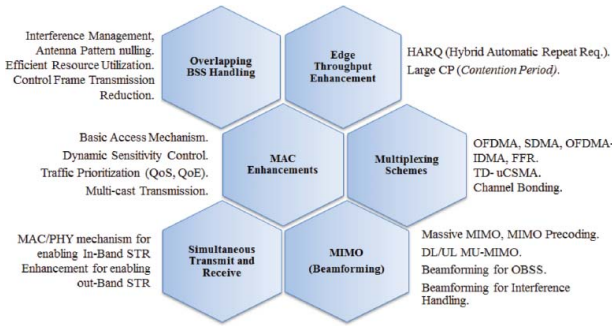 Interference Management,
Antenna Pattern nulling.
Efficient Resource Utilization.
Control Frame Transmission
Reduction.
Overlapping
BSS Handling
Edge
Throughput
Enhancement
HARQ (Hybrid Automatic Repeat Req.).
Large CP (Contention Period).
Basic Access Mechanism.
Dynamic Sensitivity Control.
Traffic Prioritization (QoS, QoE).
Multi-cast Transmission.
MAC
Enhancements
Multiplexing
Schemes
OFDMA, SDMA, OFDMA-
IDMA, FFR.
TD- uCSMA.
Channel Bonding.
MAC/PHY mechanism for
enabling In-Band STR
Enhancement for enabling
out-Band STR
Simultaneous
Transmit and
Receive
MIMO
(Beamforming)
Massive MIMO, MIMO Precoding.
DL/UL MU-MIMO.
Beamforming for OBSS.
Beamforming for Interference
Handling.